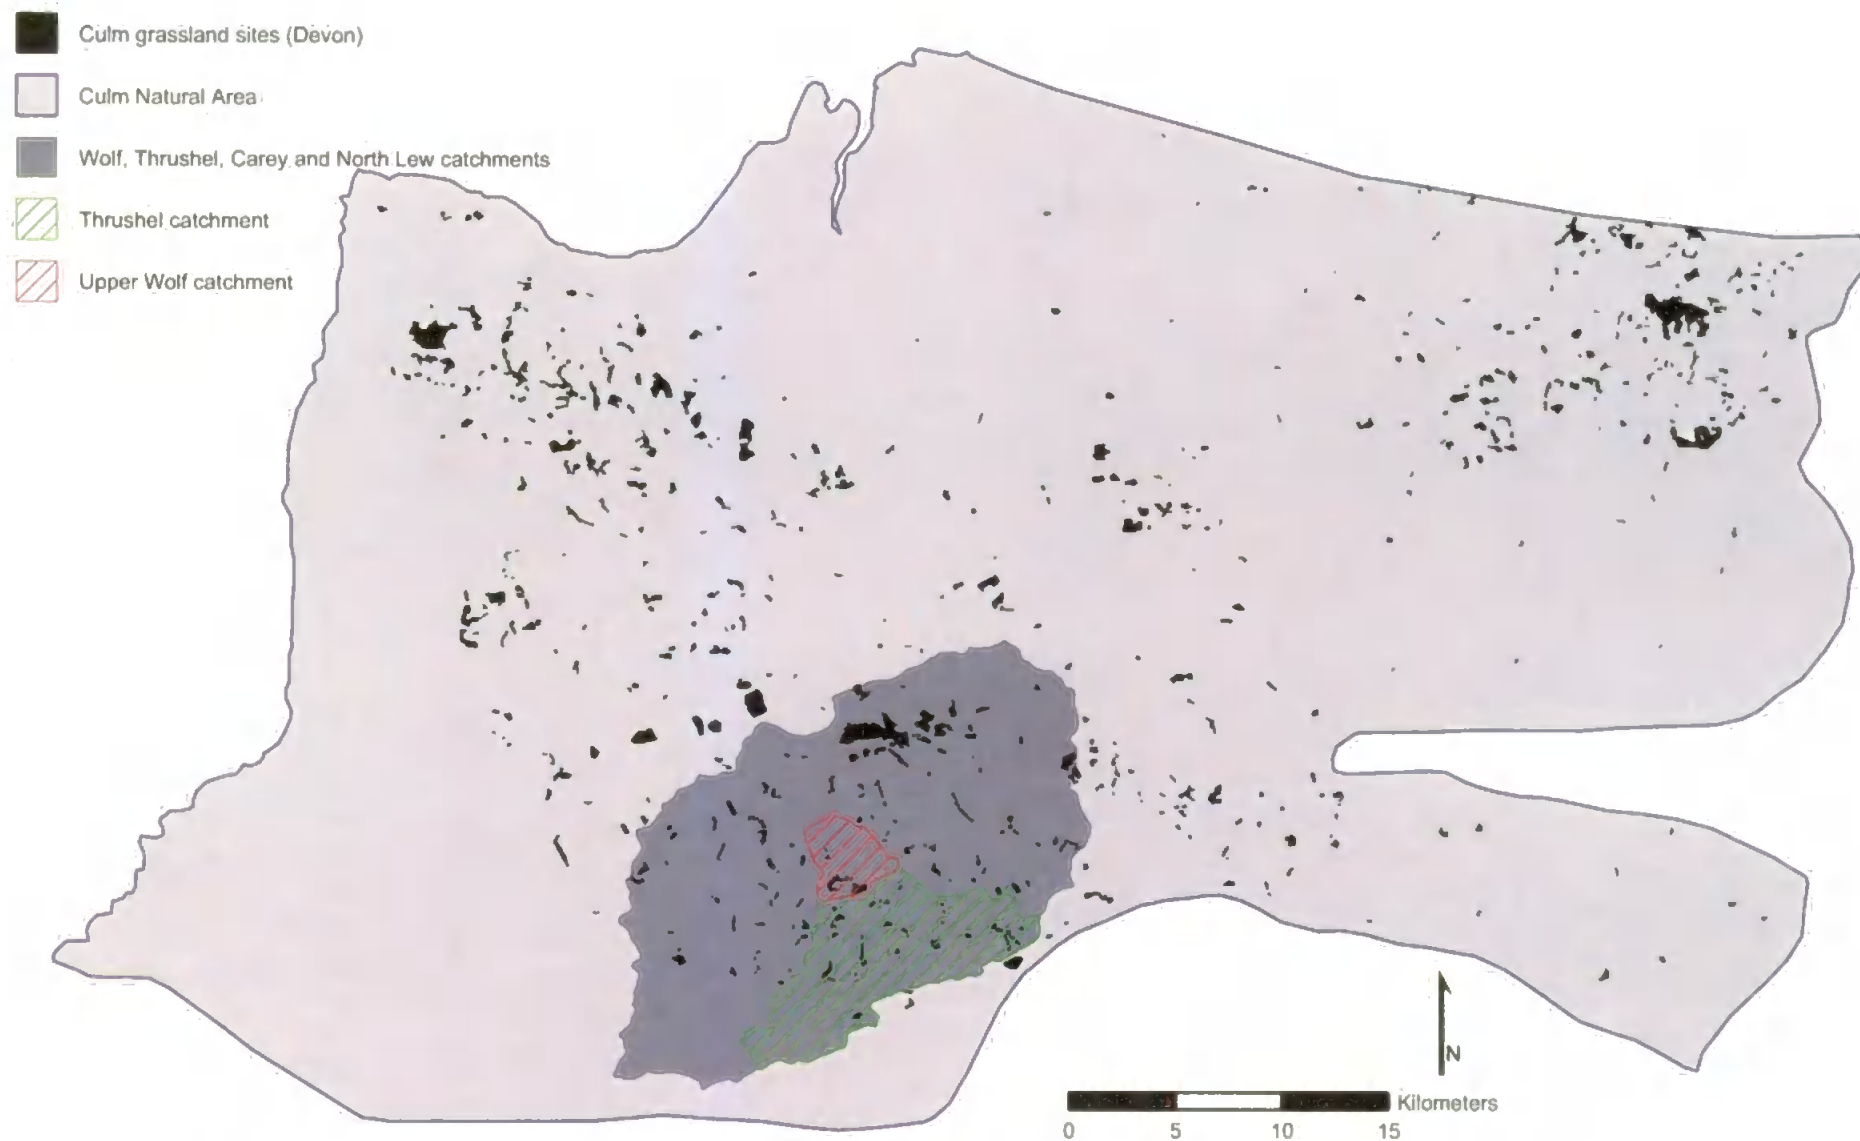 Culm grassland sites (Devon)
Culm Natural Area
Wolf, Thrushel, Carey and North Lew catchments
Thrushel catchment
Upper Wolf catchment
N
Kilometers
0 5 10 15